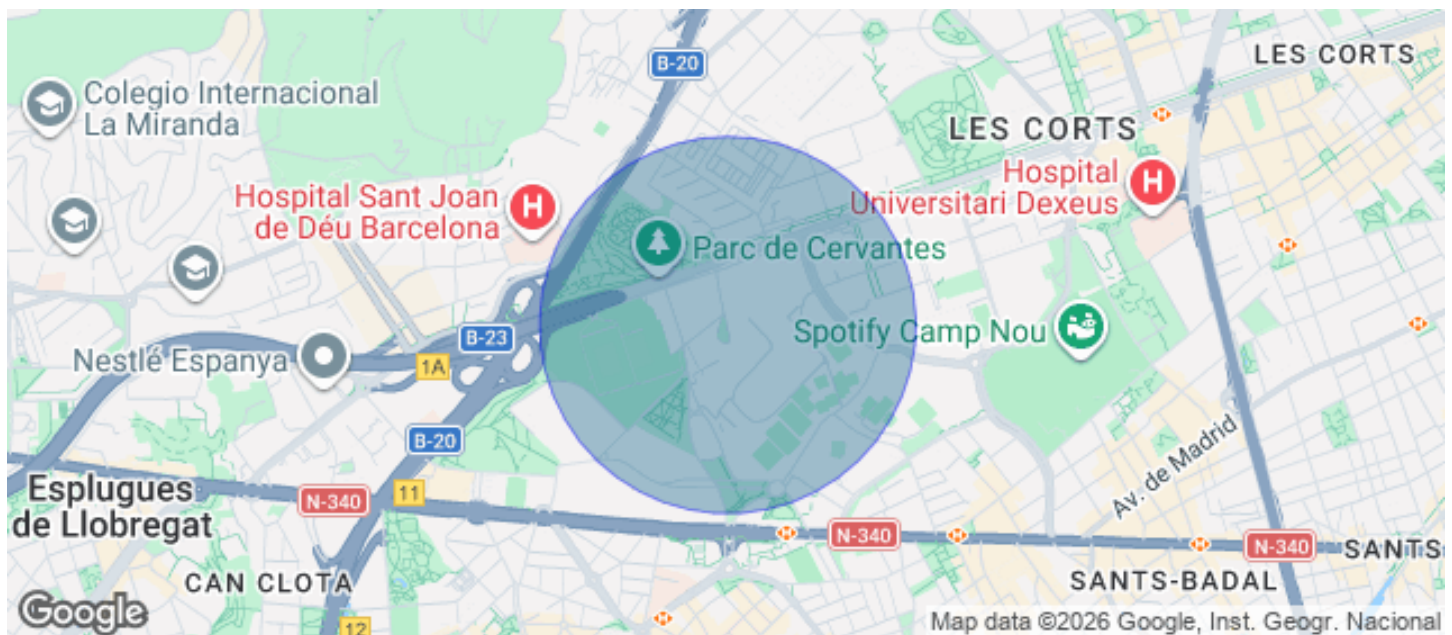 B-20
LES CORTS
Colegio Internacional
La Miranda
LES CORTS
H
Hospital
Universitari Dexeus
H
Hospital Sant Joan
de Déu Barcelona
H
Parc de Cervantes
H
B-23
Spotify Camp Nou
H
Nestlé Espanya
1A
B-20
Av. de Madrid
Esplugues
de Llobregat
N-340
11
H
N-340
H
H
N-340
SANTS
CAN CLOTA
SANTS-BADAL
Google
12
H
Map data ©2026 Google, Inst. Geogr. Nacional